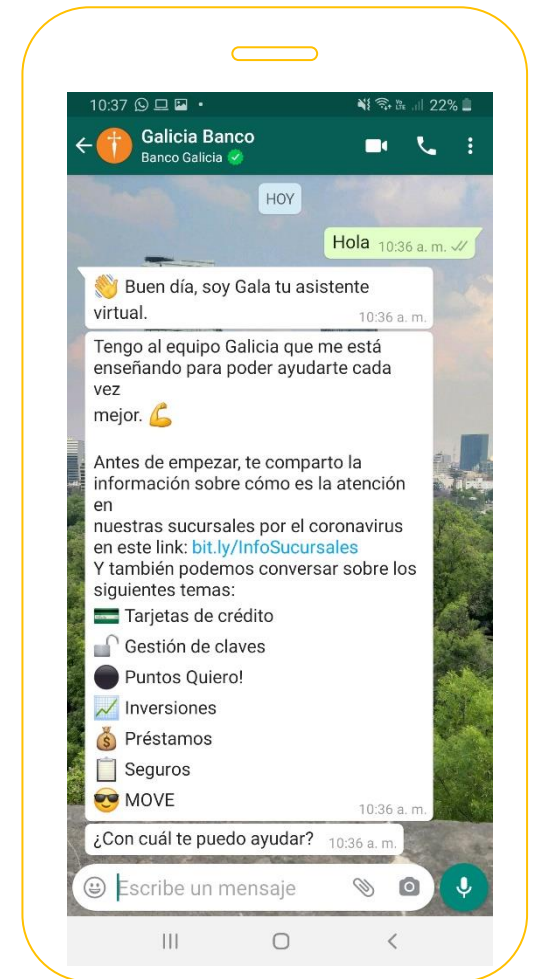 10:37
22%
Galicia Banco
Banco Galicia
HOY
Hola 10:36 a. m.
👋 Buen día, soy Gala tu asistente
virtual. 10:36 a. m.
Tengo al equipo Galicia que me está
enseñando para poder ayudarte cada
vez
mejor. 💪
Antes de empezar, te comparto la
información sobre cómo es la atención
en
nuestras sucursales por el coronavirus
en este link: bit.ly/InfoSucursales
Y también podemos conversar sobre los
siguientes temas:
💳 Tarjetas de crédito
🔓 Gestión de claves
⚫ Puntos Quiero!
📈 Inversiones
💰 Préstamos
📋 Seguros
😎 MOVE
10:36 a. m.
¿Con cuál te puedo ayudar? 10:36 a. m.
Escribe un mensaje